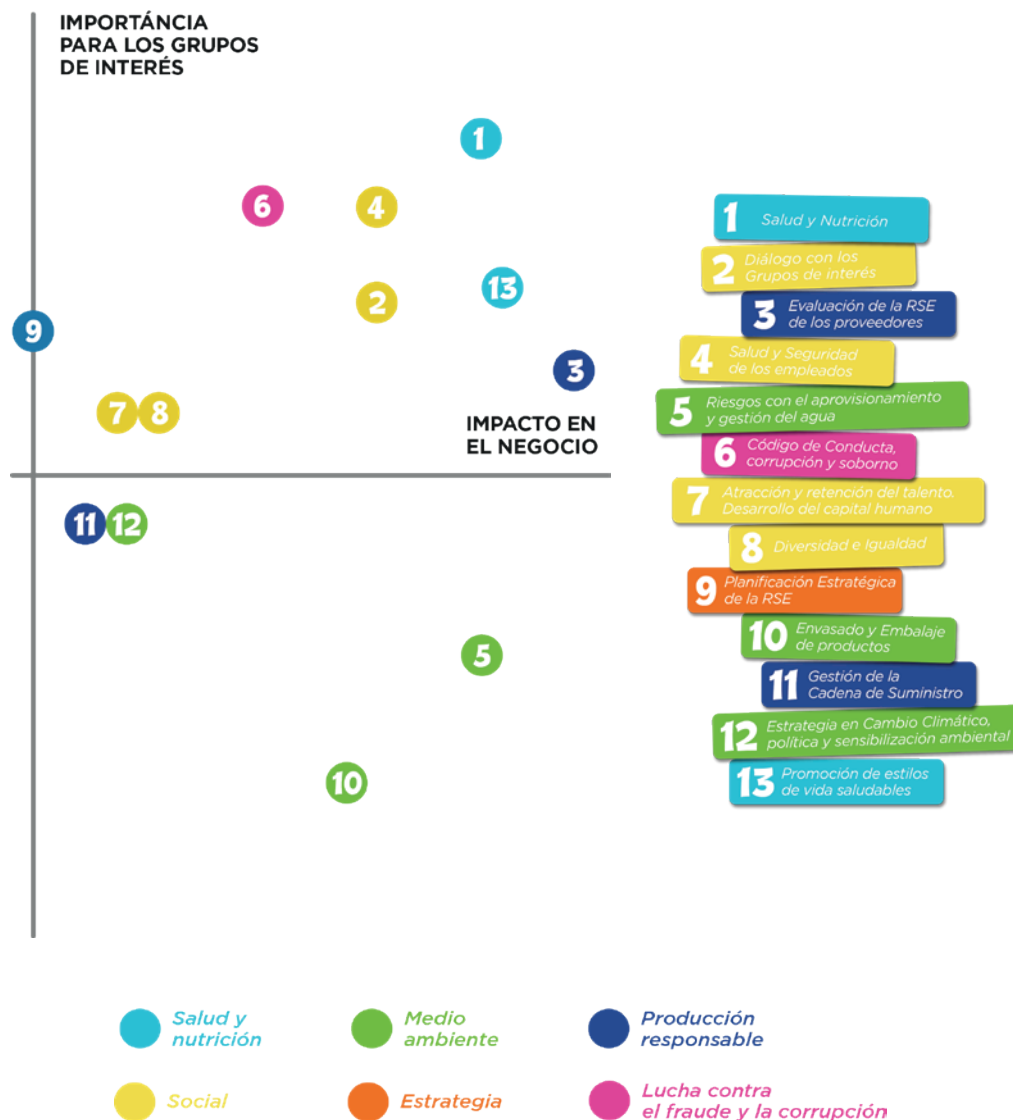 IMPORTÁNCIA
PARA LOS GRUPOS
DE INTERÉS
1
6
4
13
2
9
3
7
8
IMPACTO EN
EL NEGOCIO
11
12
5
10
1 Salud y Nutrición
2 Diálogo con los
Grupos de interés
3 Evaluación de la RSE
de los proveedores
4 Salud y Seguridad
de los empleados
5 Riesgos con el aprovisionamiento
y gestión del agua
6 Código de Conducta,
corrupción y soborno
7 Atracción y retención del talento.
Desarrollo del capital humano
8 Diversidad e Igualdad
9 Planificación Estratégica
de la RSE
10 Envasado y Embalaje
de productos
11 Gestión de la
Cadena de Suministro
12 Estrategia en Cambio Climático,
política y sensibilización ambiental
13 Promoción de estilos
de vida saludables
Salud y
nutrición
Medio
ambiente
Producción
responsable
Social
Estrategia
Lucha contra
el fraude y la corrupción